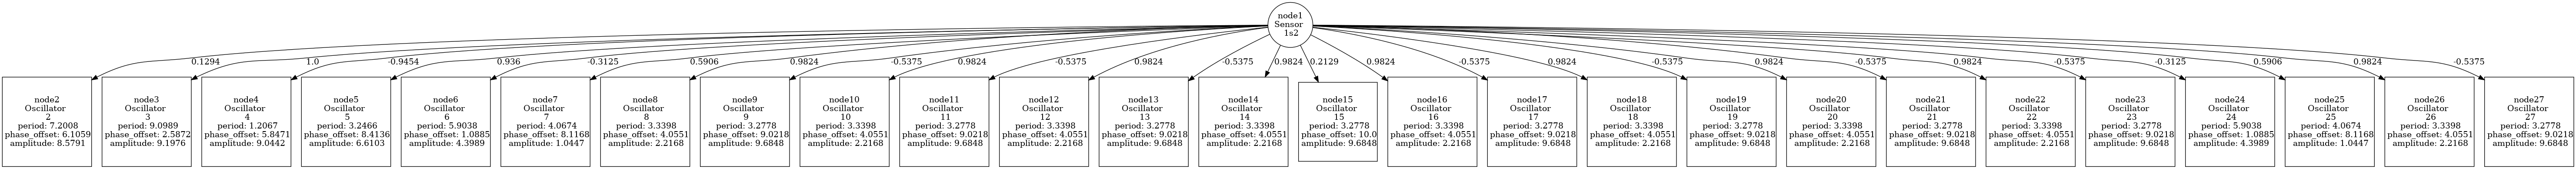 node1
Sensor
1s2
0.1294
1.0
-0.9454
0.936
-0.3125
0.5906
0.9824
-0.5375
0.9824
-0.5375
0.9824
-0.5375
0.9824
0.2129
0.9824
-0.5375
0.9824
-0.5375
0.9824
-0.5375
0.9824
-0.5375
-0.3125
0.5906
0.9824
-0.5375
node2
Oscillator
2
period: 7.2008
phase_offset: 6.1059
amplitude: 8.5791
node3
Oscillator
3
period: 9.0989
phase_offset: 2.5872
amplitude: 9.1976
node4
Oscillator
4
period: 1.2067
phase_offset: 5.8471
amplitude: 9.0442
node5
Oscillator
5
period: 3.2466
phase_offset: 8.4136
amplitude: 6.6103
node6
Oscillator
6
period: 5.9038
phase_offset: 1.0885
amplitude: 4.3989
node7
Oscillator
7
period: 4.0674
phase_offset: 8.1168
amplitude: 1.0447
node8
Oscillator
8
period: 3.3398
phase_offset: 4.0551
amplitude: 2.2168
node9
Oscillator
9
period: 3.2778
phase_offset: 9.0218
amplitude: 9.6848
node10
Oscillator
10
period: 3.3398
phase_offset: 4.0551
amplitude: 2.2168
node11
Oscillator
11
period: 3.2778
phase_offset: 9.0218
amplitude: 9.6848
node12
Oscillator
12
period: 3.3398
phase_offset: 4.0551
amplitude: 2.2168
node13
Oscillator
13
period: 3.2778
phase_offset: 9.0218
amplitude: 9.6848
node14
Oscillator
14
period: 3.3398
phase_offset: 4.0551
amplitude: 2.2168
node15
Oscillator
15
period: 3.2778
phase_offset: 10.0
amplitude: 9.6848
node16
Oscillator
16
period: 3.3398
phase_offset: 4.0551
amplitude: 2.2168
node17
Oscillator
17
period: 3.2778
phase_offset: 9.0218
amplitude: 9.6848
node18
Oscillator
18
period: 3.3398
phase_offset: 4.0551
amplitude: 2.2168
node19
Oscillator
19
period: 3.2778
phase_offset: 9.0218
amplitude: 9.6848
node20
Oscillator
20
period: 3.3398
phase_offset: 4.0551
amplitude: 2.2168
node21
Oscillator
21
period: 3.2778
phase_offset: 9.0218
amplitude: 9.6848
node22
Oscillator
22
period: 3.3398
phase_offset: 4.0551
amplitude: 2.2168
node23
Oscillator
23
period: 3.2778
phase_offset: 9.0218
amplitude: 9.6848
node24
Oscillator
24
period: 5.9038
phase_offset: 1.0885
amplitude: 4.3989
node25
Oscillator
25
period: 4.0674
phase_offset: 8.1168
amplitude: 1.0447
node26
Oscillator
26
period: 3.3398
phase_offset: 4.0551
amplitude: 2.2168
node27
Oscillator
27
period: 3.2778
phase_offset: 9.0218
amplitude: 9.6848